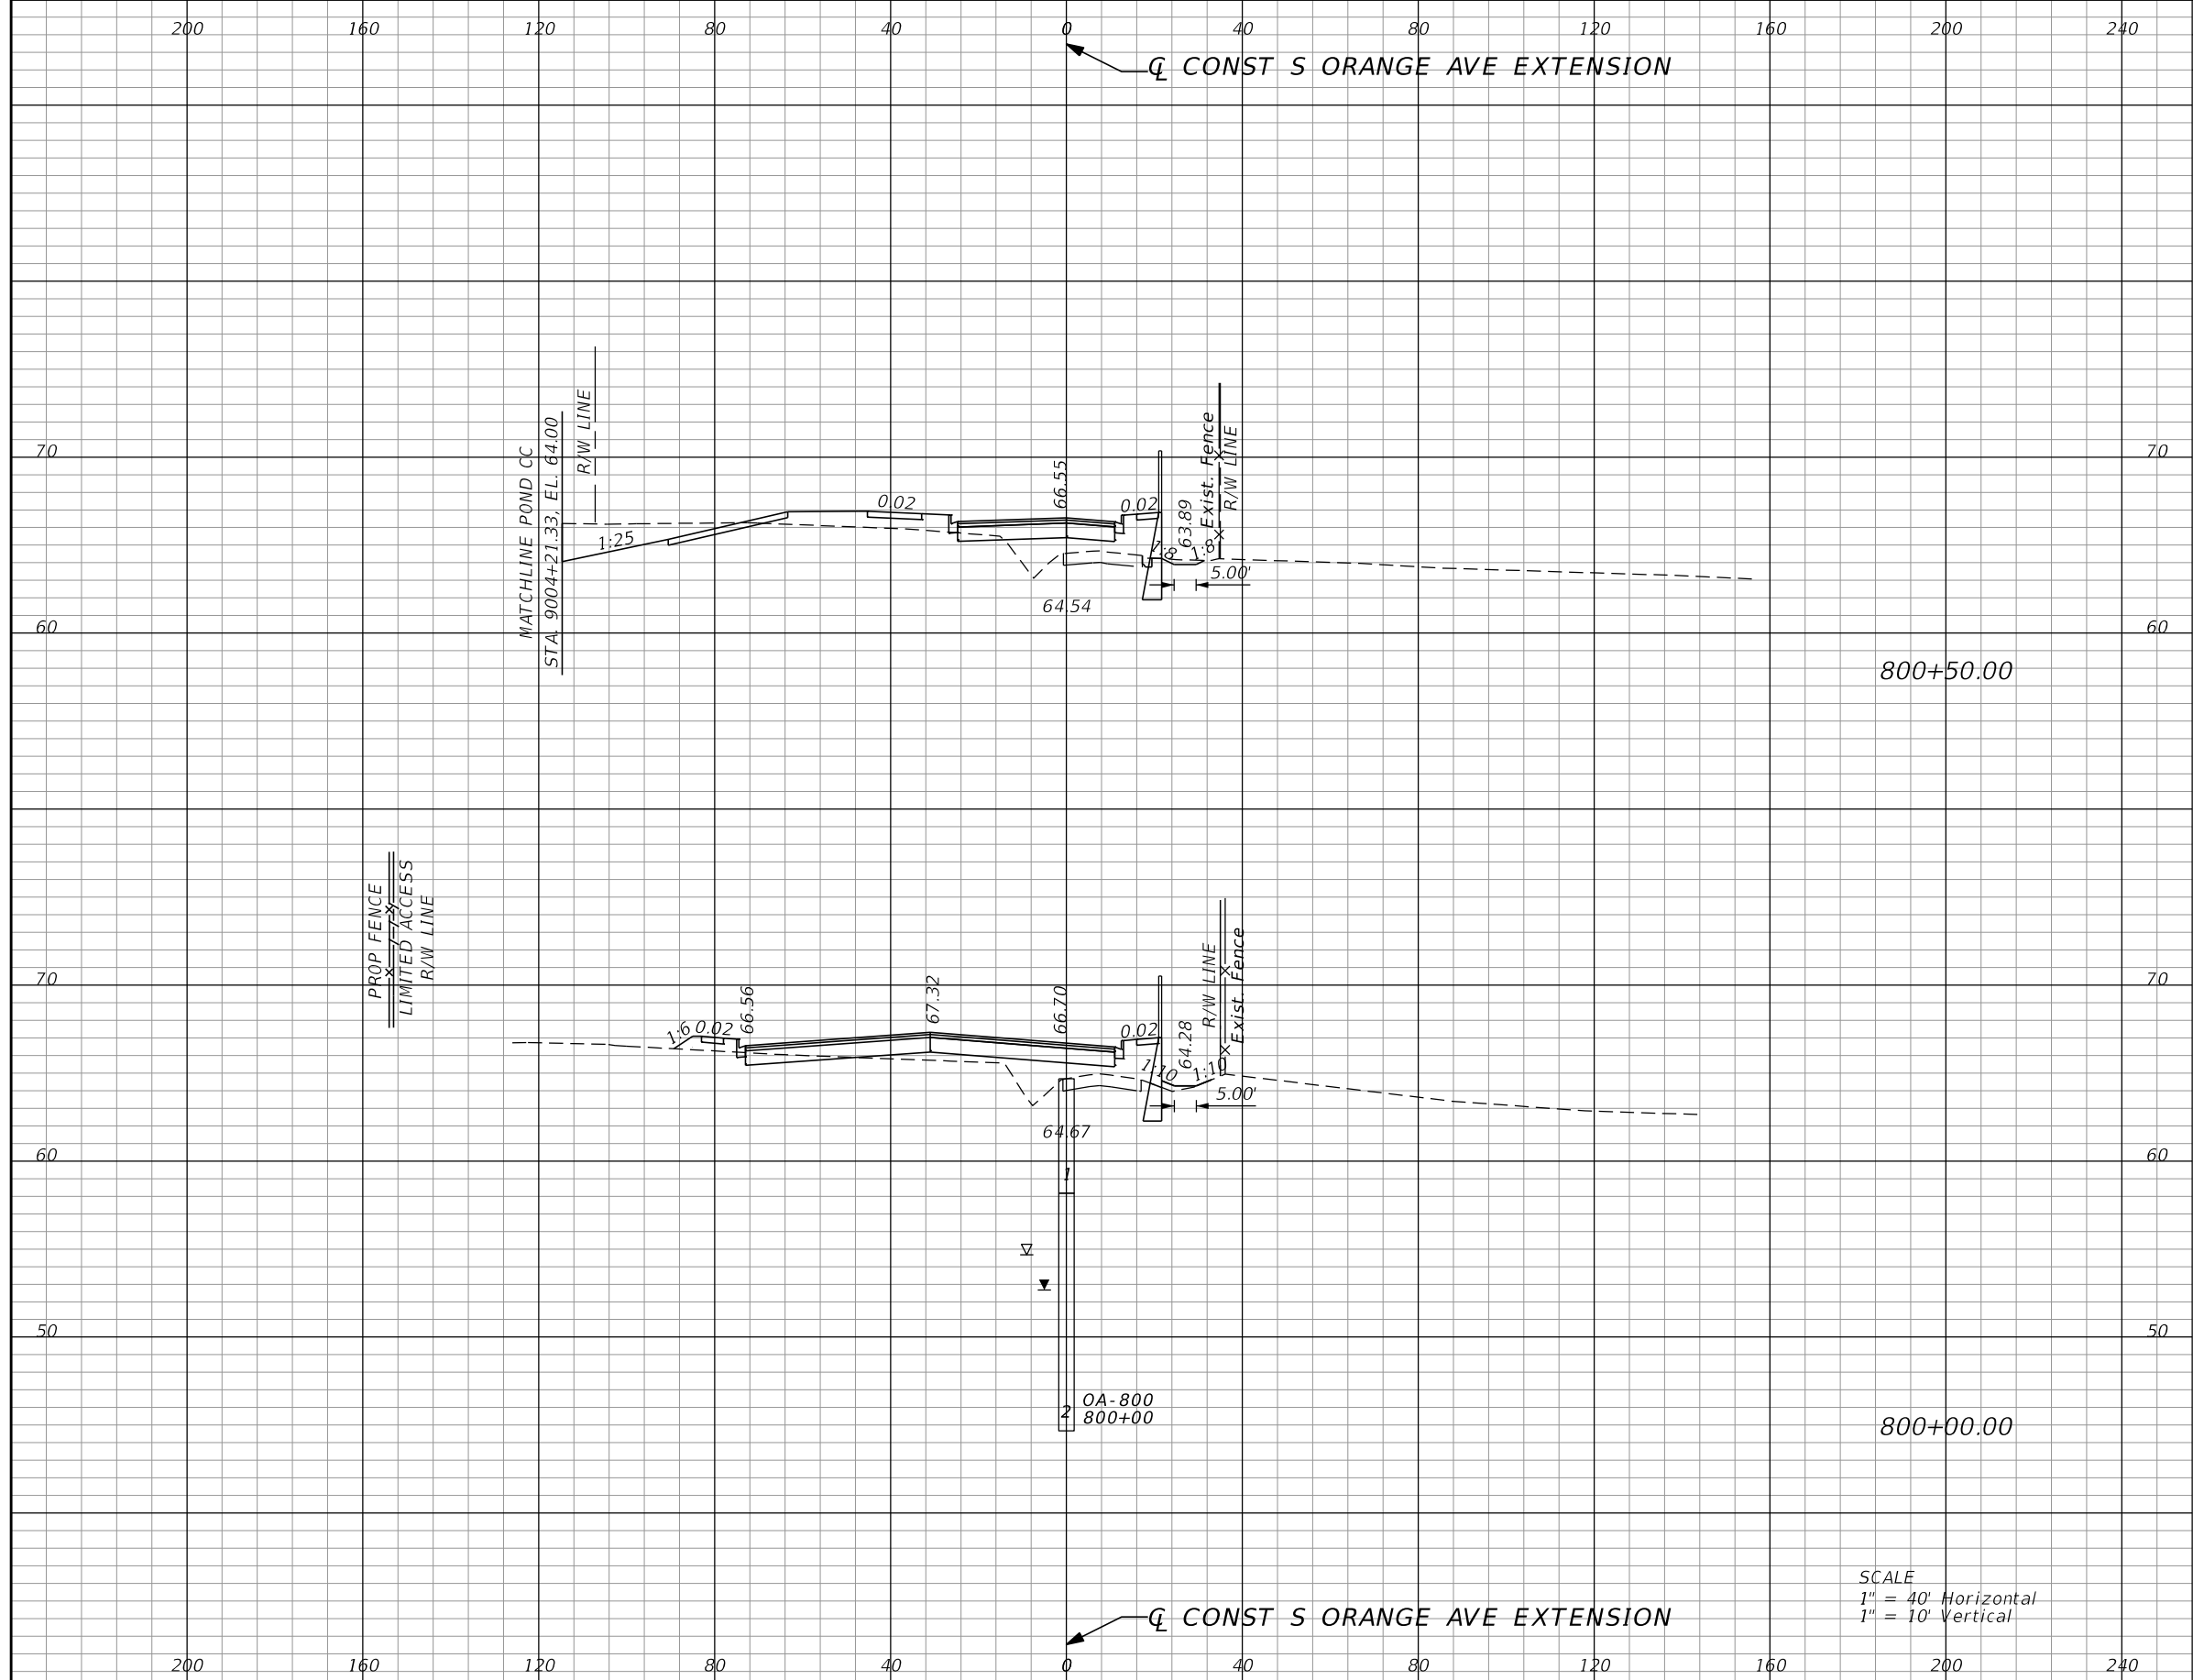 200 160 120 80 40 0 40 80 120 160 200 240
℄ CONST S ORANGE AVE EXTENSION
MATCHLINE POND CC
STA. 9004+21.33, EL. 64.00
R/W LINE
1:25
0.02
66.55
0.02
63.89
Exist. Fence
R/W LINE
70 70
1:8
1:8
5.00'
64.54
60 60
800+50.00
PROP FENCE
LIMITED ACCESS
R/W LINE
1:6
0.02
66.56
67.32
66.70
0.02
64.28
R/W LINE
Exist. Fence
70 70
1:10
1:10
5.00'
64.67
60 60
1
50 50
2
OA-800
800+00
800+00.00
SCALE
1" = 40' Horizontal
1" = 10' Vertical
℄ CONST S ORANGE AVE EXTENSION
200 160 120 80 40 0 40 80 120 160 200 240